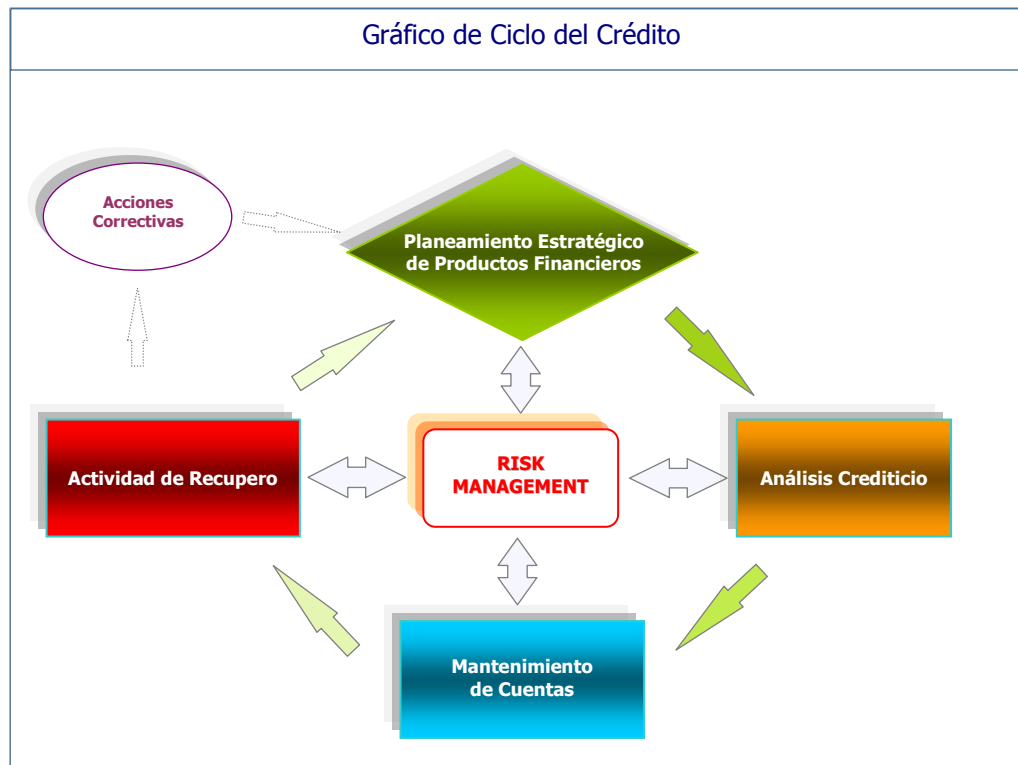 Gráfico de Ciclo del Crédito
Acciones
Correctivas
Planeamiento Estratégico
de Productos Financieros
Actividad de Recupero
RISK
MANAGEMENT
Análisis Crediticio
Mantenimiento
de Cuentas